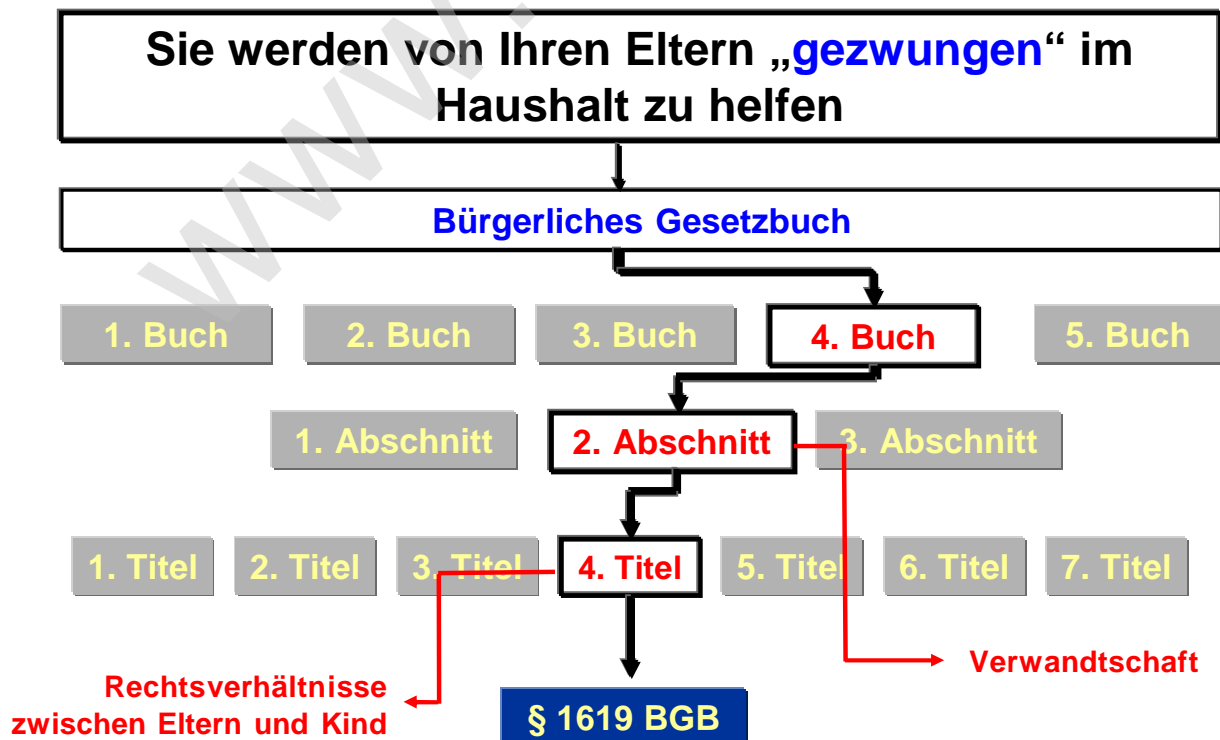 Sie werden von Ihren Eltern „gezwungen“ im
Haushalt zu helfen
Bürgerliches Gesetzbuch
1. Buch
2. Buch
3. Buch
4. Buch
5. Buch
1. Abschnitt
2. Abschnitt
3. Abschnitt
1. Titel
2. Titel
3. Titel
4. Titel
5. Titel
6. Titel
7. Titel
Verwandtschaft
Rechtsverhältnisse
zwischen Eltern und Kind
§ 1619 BGB
www.